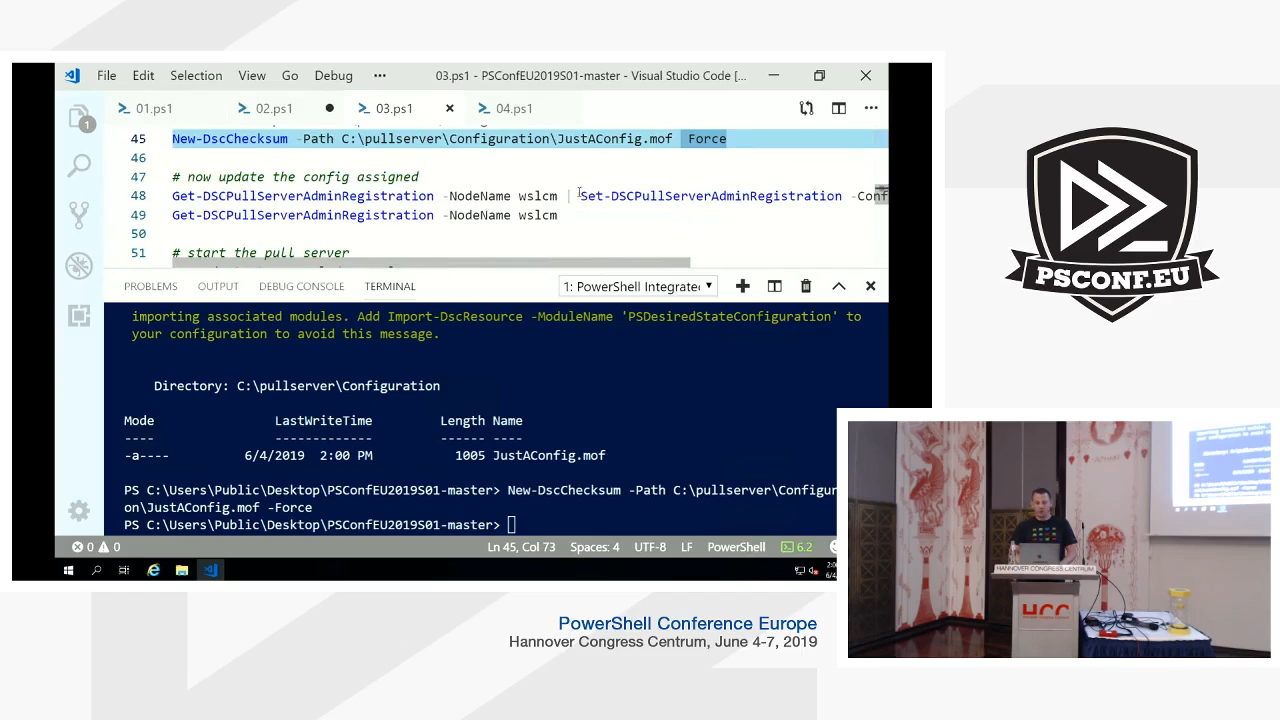 File Edit Selection View Go Debug ••• 03.ps1 - PSConfEU2019S01-master - Visual Studio Code [...
01.ps1 02.ps1 03.ps1 04.ps1
1
45 New-DscChecksum -Path C:\pullserver\Configuration\JustAConfig.mof Force
46
47 # now update the config assigned
48 Get-DSCPullServerAdminRegistration -NodeName wslcm | Set-DSCPullServerAdminRegistration -Conf
49 Get-DSCPullServerAdminRegistration -NodeName wslcm
50
51 # start the pull server
PROBLEMS OUTPUT DEBUG CONSOLE TERMINAL 1: PowerShell Integrate
importing associated modules. Add Import-DscResource -ModuleName 'PSDesiredStateConfiguration' to
your configuration to avoid this message.
Directory: C:\pullserver\Configuration
Mode LastWriteTime Length Name
---- ------------- ------ ----
-a---- 6/4/2019 2:00 PM 1005 JustAConfig.mof
PS C:\Users\Public\Desktop\PSConfEU2019S01-master> New-DscChecksum -Path C:\pullserver\Configur
on\JustAConfig.mof -Force
PS C:\Users\Public\Desktop\PSConfEU2019S01-master>
0 0 Ln 45, Col 73 Spaces: 4 UTF-8 LF PowerShell 6.2
PSCONF.EU
HANNOVER CONGRESS CENTRUM
HCC
PowerShell Conference Europe
Hannover Congress Centrum, June 4-7, 2019